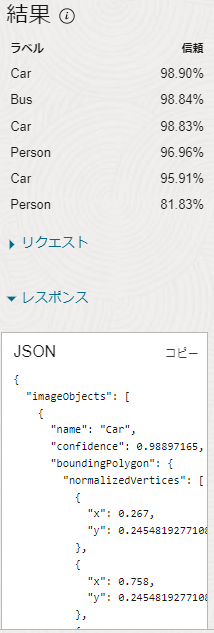 結果
ラベル 信頼
Car 98.90%
Bus 98.84%
Car 98.83%
Person 96.96%
Car 95.91%
Person 81.83%
リクエスト
レスポンス
JSON コピー
{
"imageObjects": [
{
"name": "Car",
"confidence": 0.98897165,
"boundingPolygon": {
"normalizedVertices": [
{
"x": 0.267,
"y": 0.2454819277108
},
{
"x": 0.758,
"y": 0.2454819277108
},
{